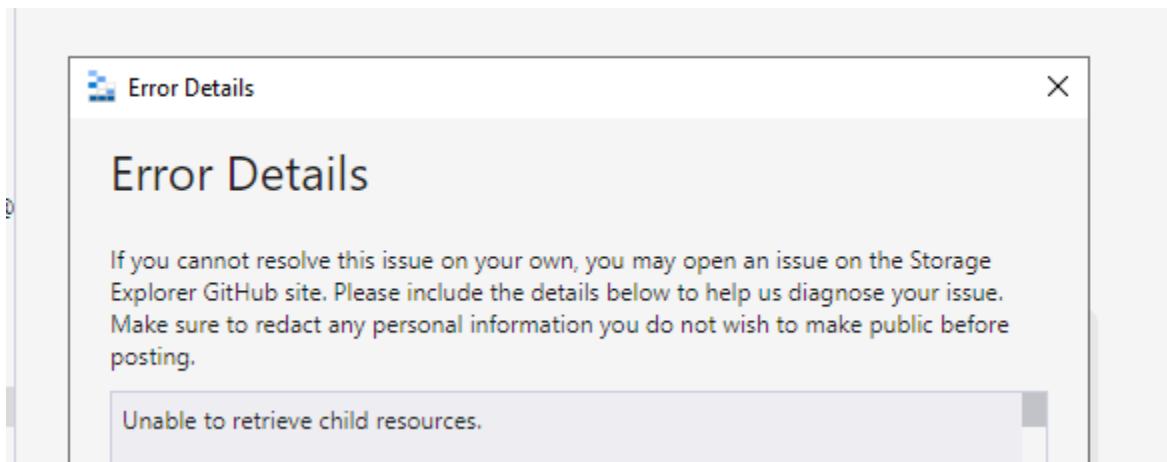 Error Details
Error Details
If you cannot resolve this issue on your own, you may open an issue on the Storage
Explorer GitHub site. Please include the details below to help us diagnose your issue.
Make sure to redact any personal information you do not wish to make public before
posting.
Unable to retrieve child resources.